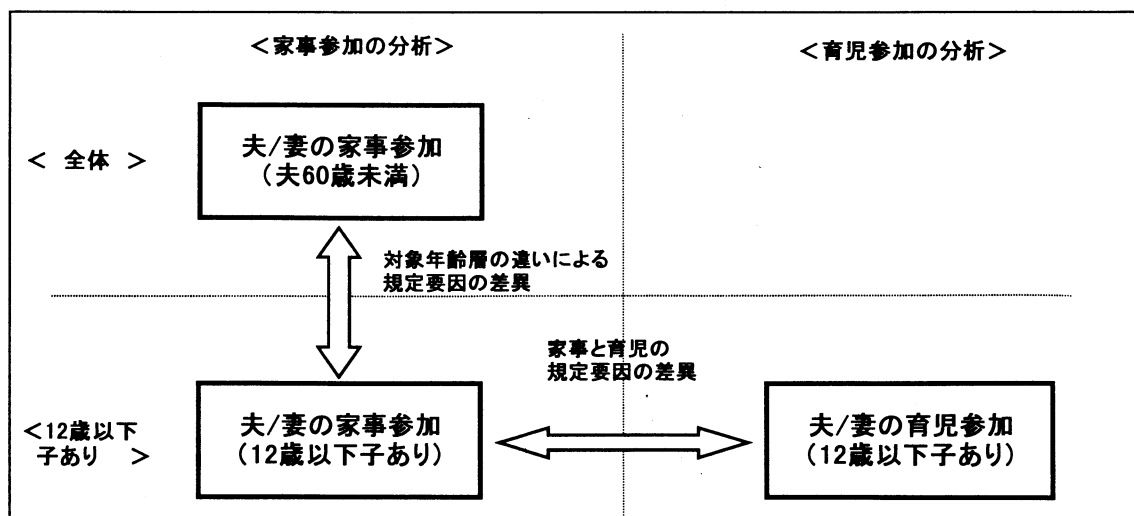 ＜家事参加の分析＞
＜育児参加の分析＞
＜ 全体 ＞
夫/妻の家事参加
（夫60歳未満）
対象年齢層の違いによる
規定要因の差異
家事と育児の
規定要因の差異
＜12歳以下
子あり ＞
夫/妻の家事参加
（12歳以下子あり）
夫/妻の育児参加
（12歳以下子あり）